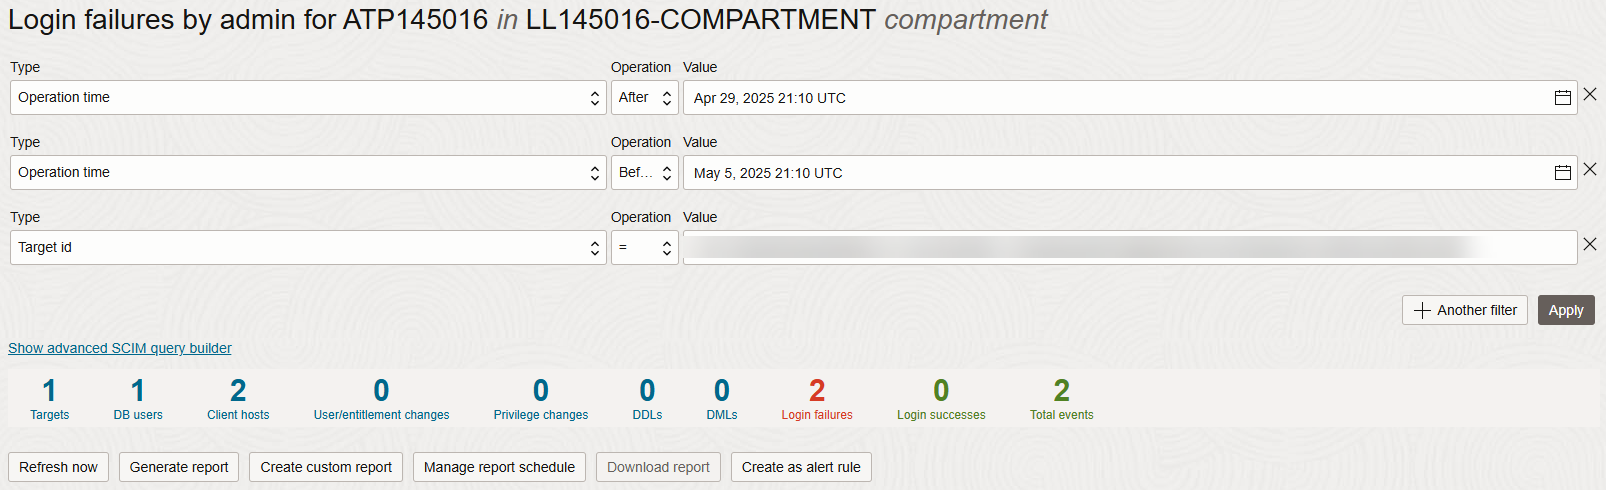 Login failures by admin for ATP145016 in LL145016-COMPARTMENT compartment
Type Operation Value
Operation time After Apr 29, 2025 21:10 UTC
Type Operation Value
Operation time Bef... May 5, 2025 21:10 UTC
Type Operation Value
Target id =
Another filter Apply
Show advanced SCIM query builder
1 1 2 0 0 0 0 2 0 2
Targets DB users Client hosts User/entitlement changes Privilege changes DDLs DMLs Login failures Login successes Total events
Refresh now Generate report Create custom report Manage report schedule Download report Create as alert rule